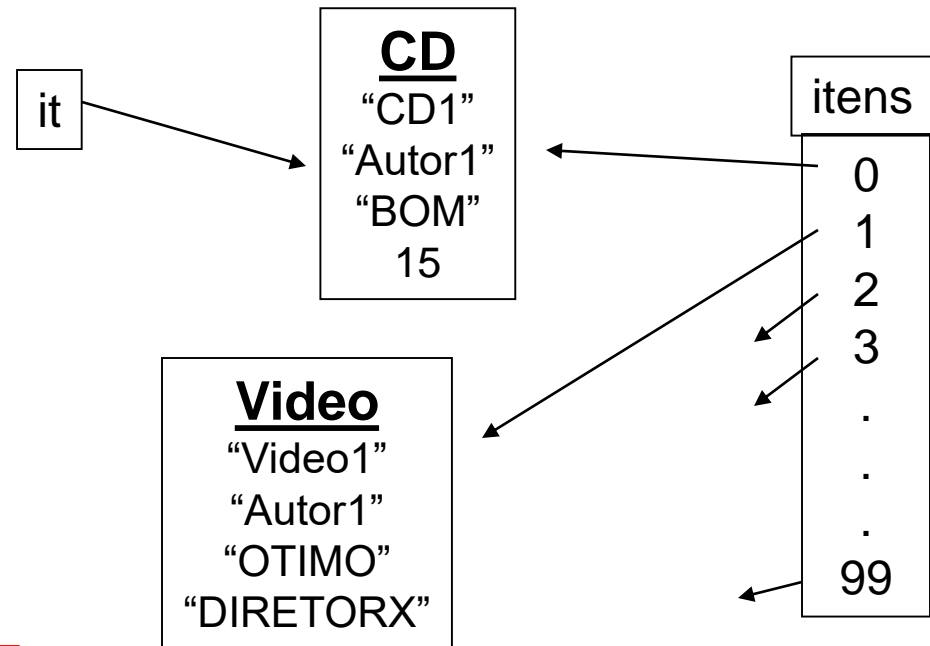 it
CD
“CD1”
“Autor1”
“BOM”
15
itens
0
1
2
3
.
.
.
99
Video
“Video1”
“Autor1”
“OTIMO”
“DIRETORX”